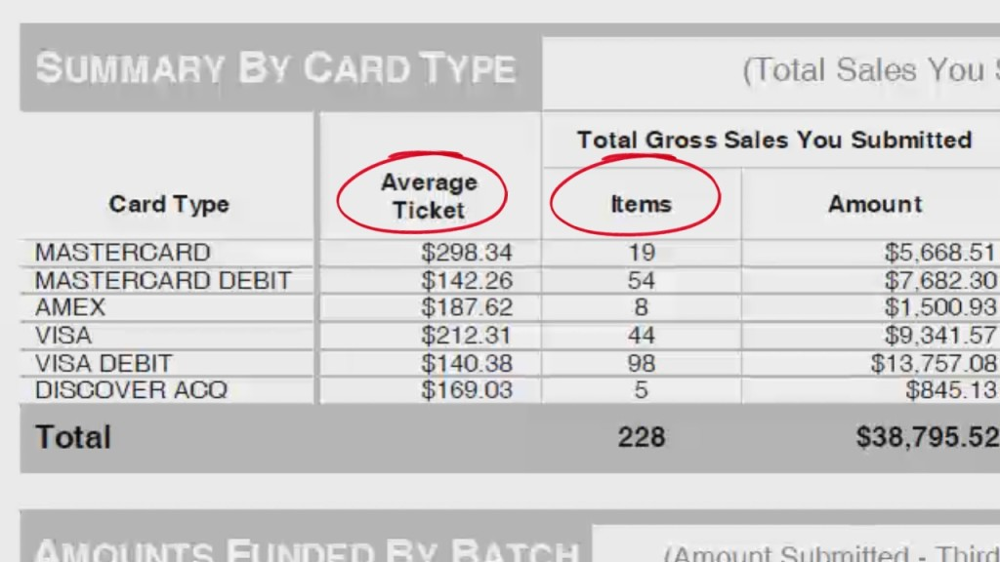 SUMMARY BY CARD TYPE (Total Sales You
Total Gross Sales You Submitted
Card Type Average Ticket Items Amount
MASTERCARD $298.34 19 $5,668.51
MASTERCARD DEBIT $142.26 54 $7,682.30
AMEX $187.62 8 $1,500.93
VISA $212.31 44 $9,341.57
VISA DEBIT $140.38 98 $13,757.08
DISCOVER ACQ $169.03 5 $845.13
Total 228 $38,795.52
AMOUNTS FUNDED BY BATCH (Amount Submitted - Third